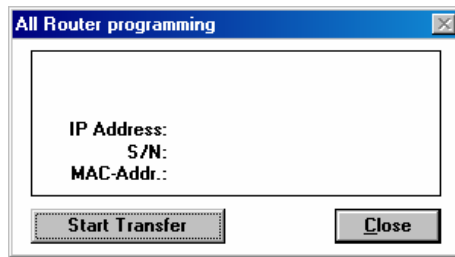 All Router programming
IP Address:
S/N:
MAC-Addr.:
Start Transfer
Close